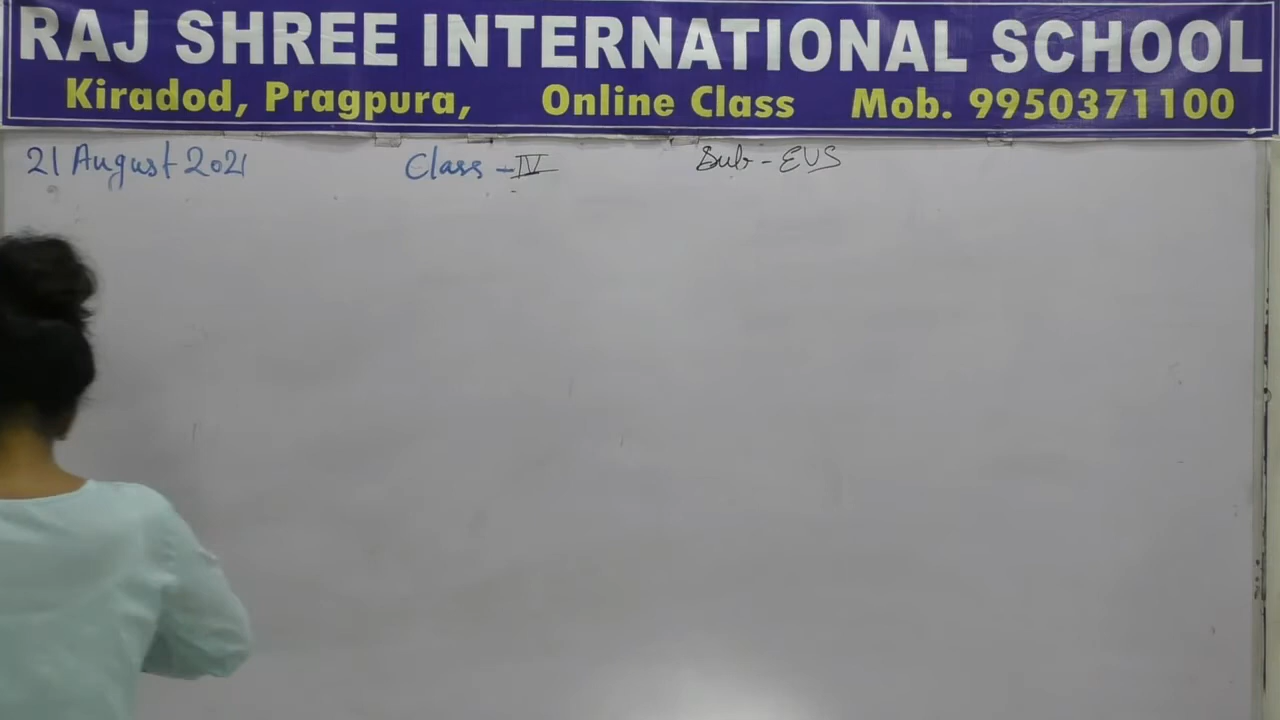 RAJ SHREE INTERNATIONAL SCHOOL
Kiradod, Pragpura, Online Class Mob. 9950371100
21 August 2021 Class - IV Sub - EVS